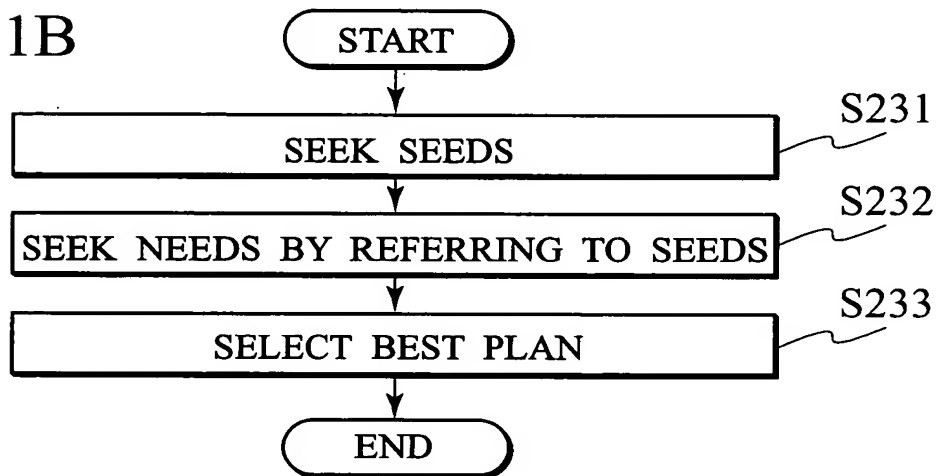 1B
START
S231
SEEK SEEDS
S232
SEEK NEEDS BY REFERRING TO SEEDS
S233
SELECT BEST PLAN
END